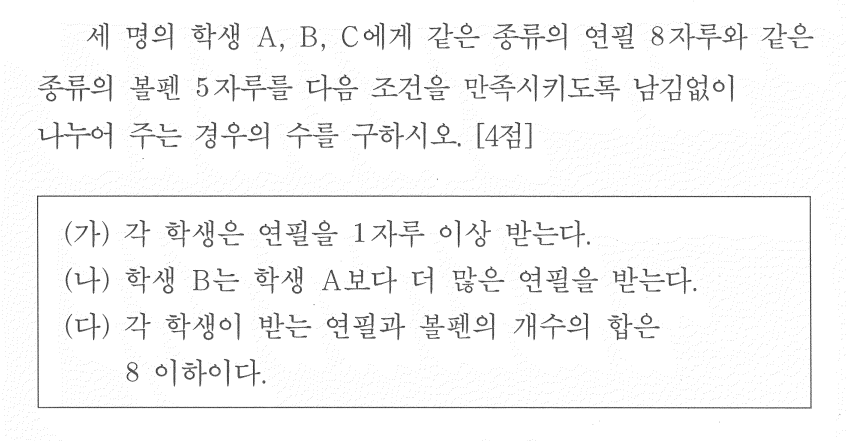 세 명의 학생 A, B, C에게 같은 종류의 연필 8자루와 같은
종류의 볼펜 5자루를 다음 조건을 만족시키도록 남김없이
나누어 주는 경우의 수를 구하시오. [4점]
(가) 각 학생은 연필을 1자루 이상 받는다.
(나) 학생 B는 학생 A보다 더 많은 연필을 받는다.
(다) 각 학생이 받는 연필과 볼펜의 개수의 합은
8 이하이다.